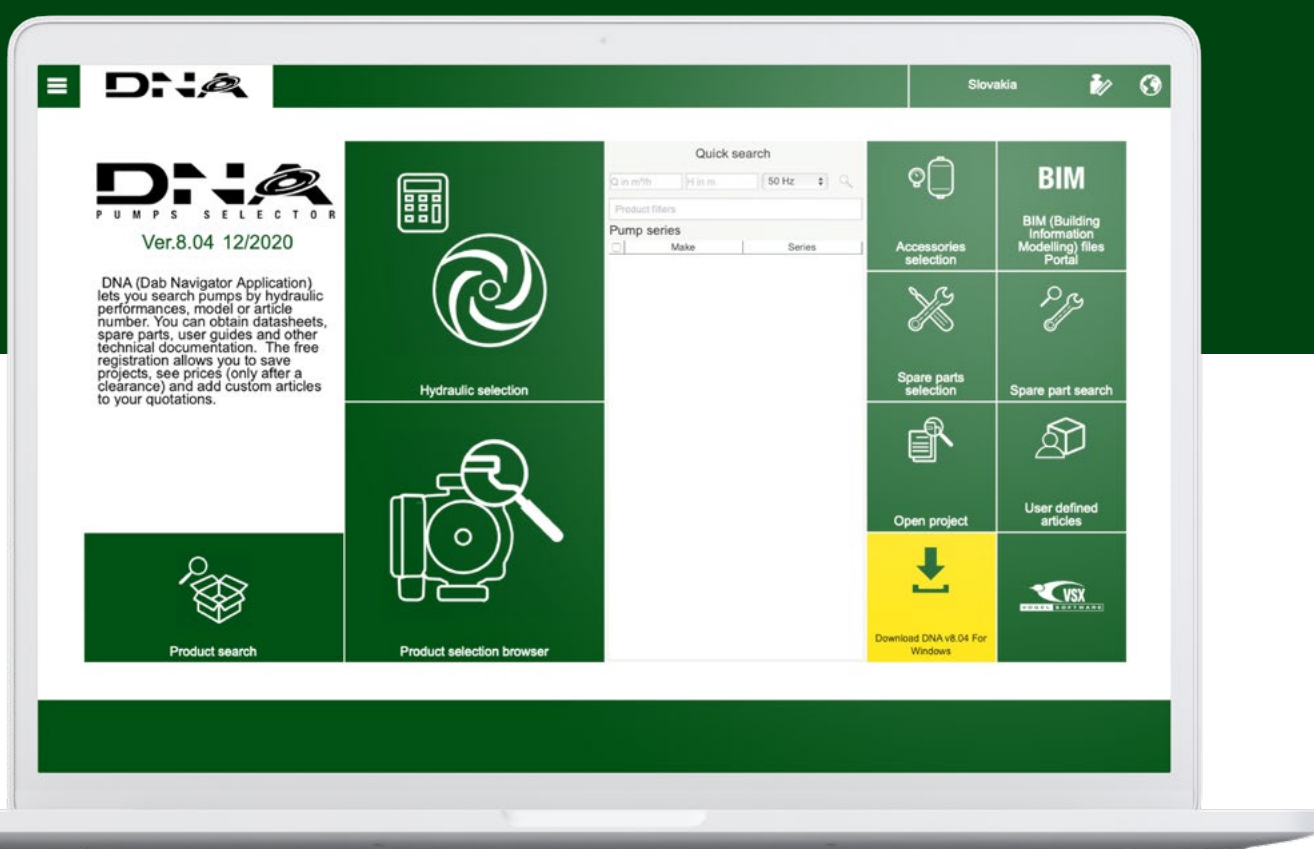 DNA
Slovakia
DNA
PUMPS SELECTOR
Ver.8.04 12/2020
DNA (Dab Navigator Application)
lets you search pumps by hydraulic
performances, model or article
number. You can obtain datasheets,
spare parts, user guides and other
technical documentation. The free
registration allows you to save
projects, see prices (only after a
clearance) and add custom articles
to your quotations.
Product search
Hydraulic selection
Product selection browser
Quick search
Q in m³/h
H in m
50 Hz
Product filters
Pump series
Make
Series
Accessories
selection
BIM
BIM (Building
Information
Modelling) files
Portal
Spare parts
selection
Spare part search
Open project
User defined
articles
Download DNA v8.04 For
Windows
VSX
VOGEL SOFTWARE